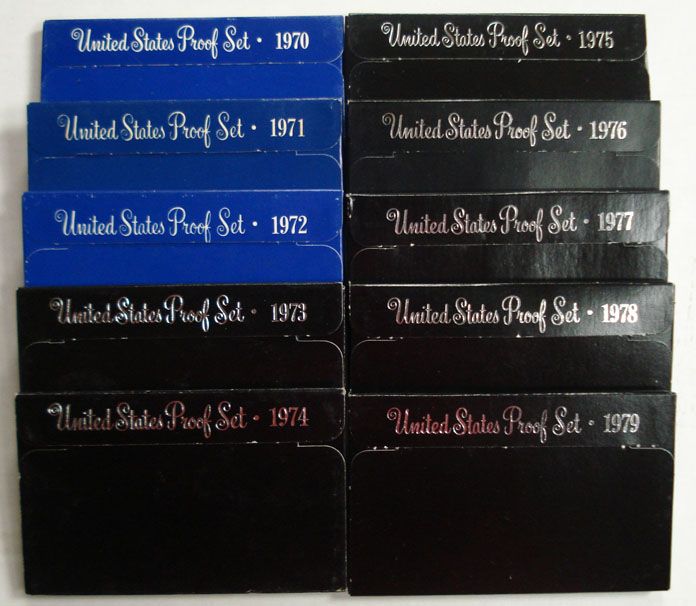 United States Proof Set · 1970
United States Proof Set · 1971
United States Proof Set · 1972
United States Proof Set · 1973
United States Proof Set · 1974
United States Proof Set · 1975
United States Proof Set · 1976
United States Proof Set · 1977
United States Proof Set · 1978
United States Proof Set · 1979